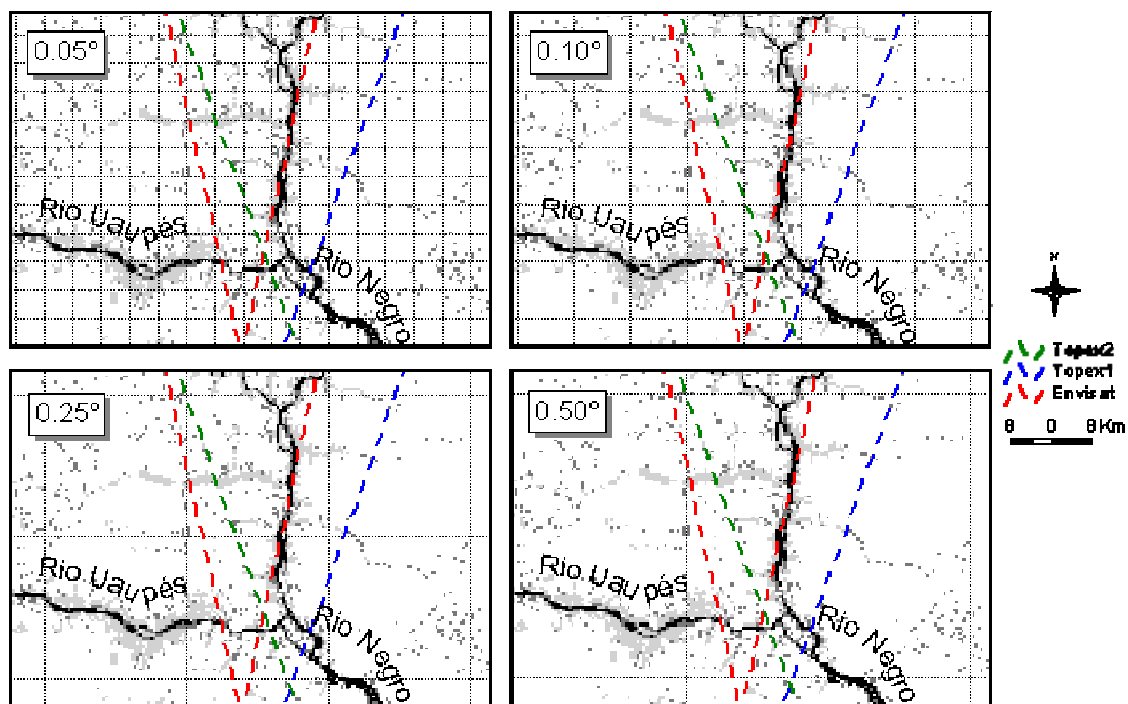 0.05°
Rio Uaupés
Rio Negro
0.10°
Rio Uaupés
Rio Negro
N
Topex2
Topex1
Envisat
8 0 8 Km
0.25°
Rio Uaupés
Rio Negro
0.50°
Rio Uaupés
Rio Negro